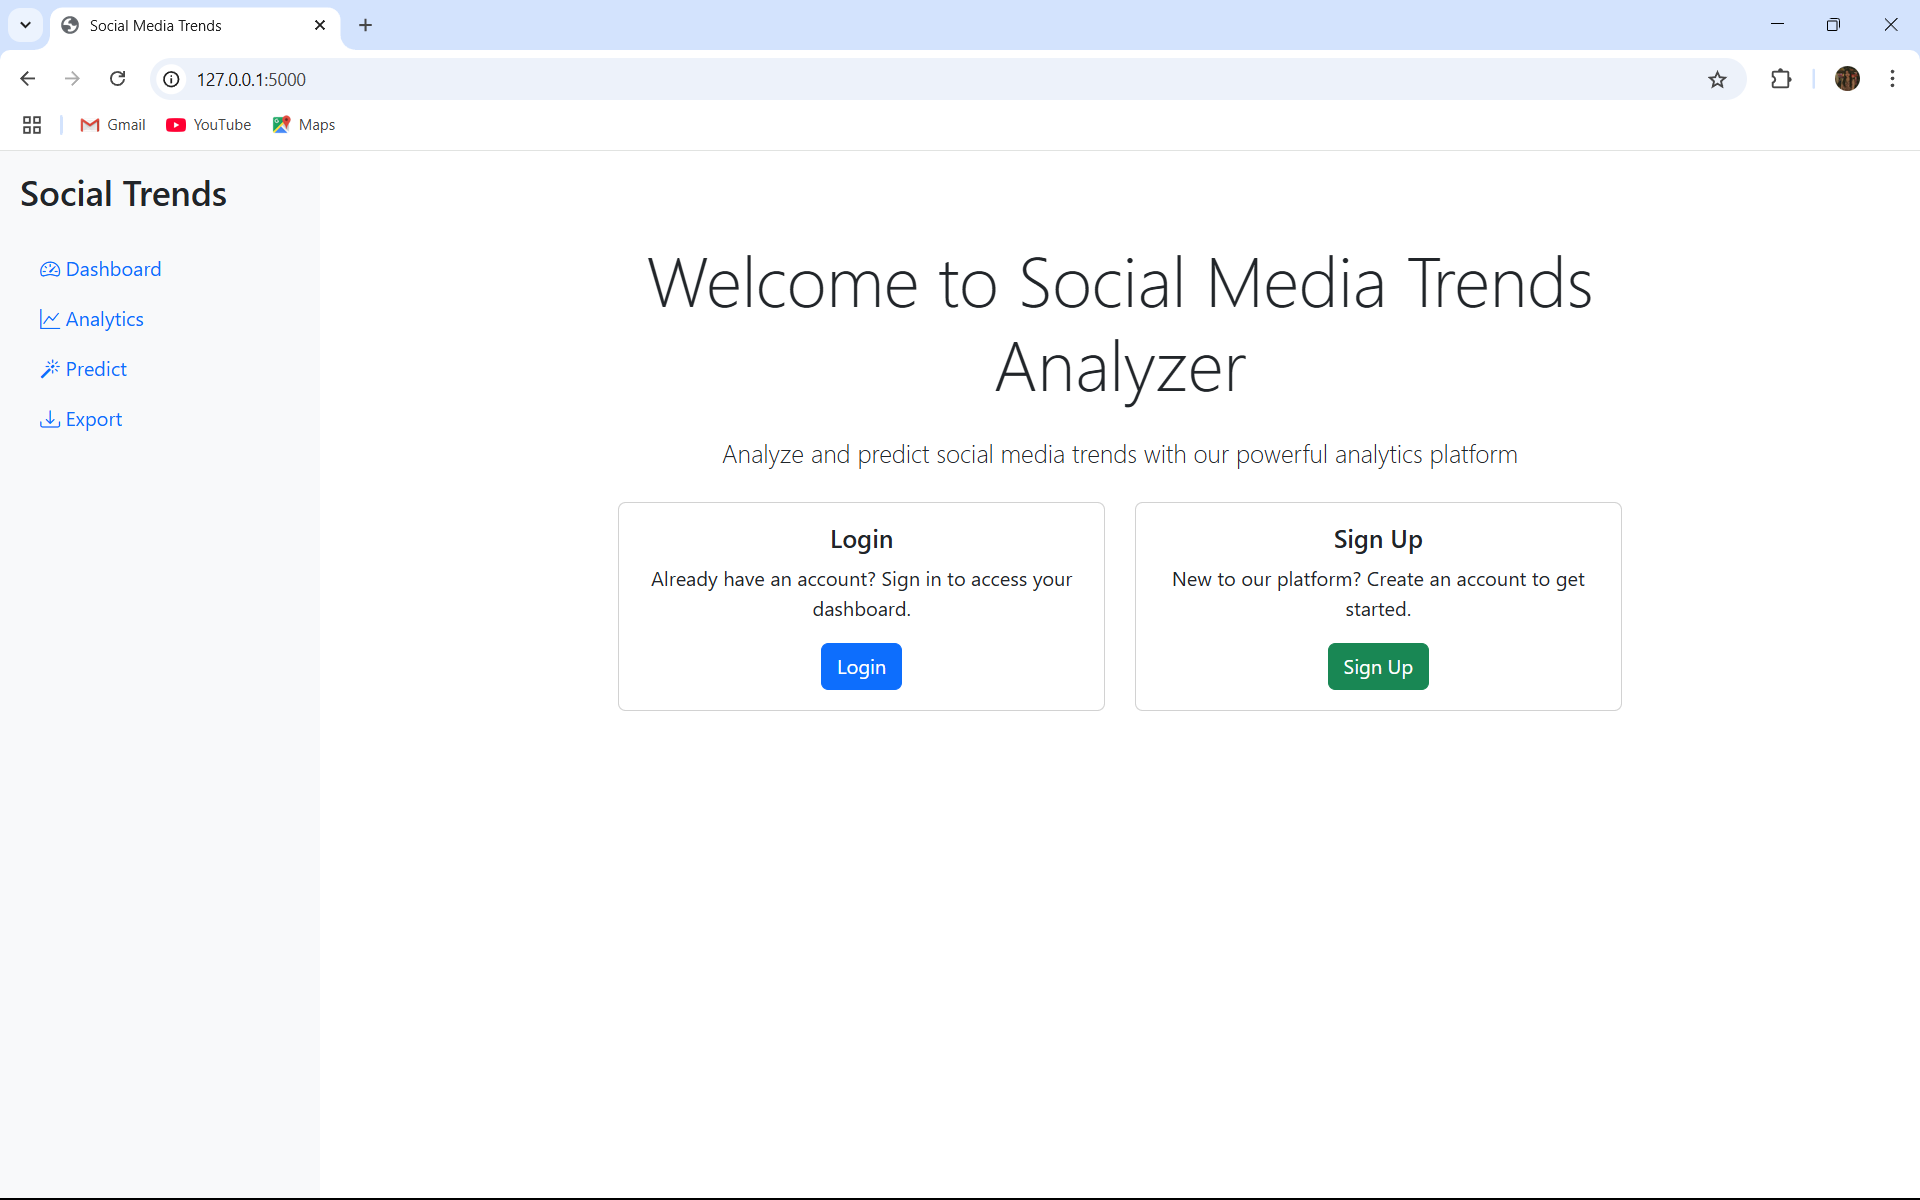 Social Media Trends
127.0.0.1:5000
Gmail
YouTube
Maps
Social Trends
Dashboard
Analytics
Predict
Export
Welcome to Social Media Trends
Analyzer
Analyze and predict social media trends with our powerful analytics platform
Login
Already have an account? Sign in to access your
dashboard.
Login
Sign Up
New to our platform? Create an account to get
started.
Sign Up